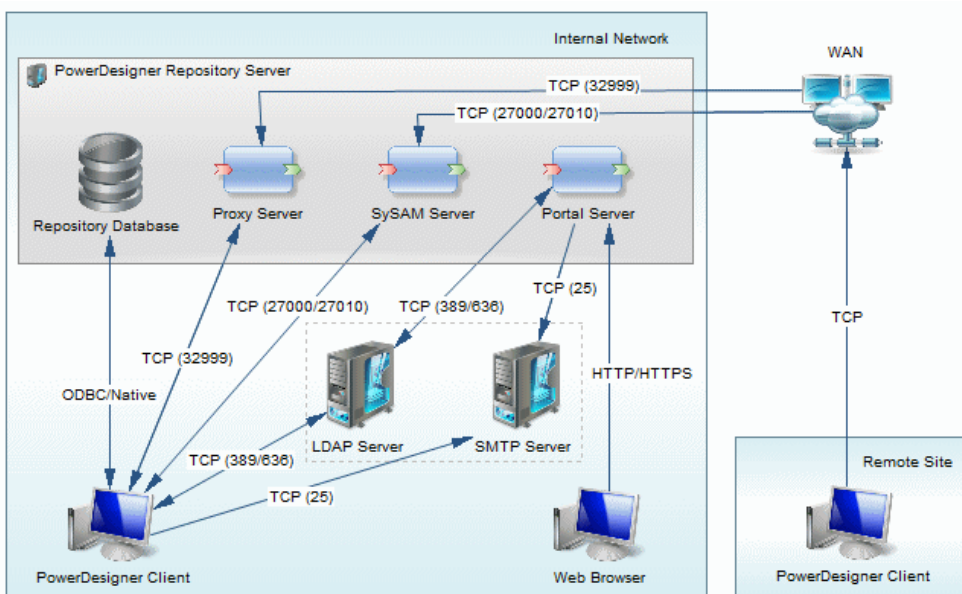 Internal Network
WAN
PowerDesigner Repository Server
TCP (32999)
TCP (27000/27010)
Repository Database
Proxy Server
SySAM Server
Portal Server
TCP (25)
TCP (27000/27010)
TCP (389/636)
TCP
TCP (32999)
HTTP/HTTPS
ODBC/Native
LDAP Server
SMTP Server
TCP (389/636)
Remote Site
TCP (25)
PowerDesigner Client
Web Browser
PowerDesigner Client